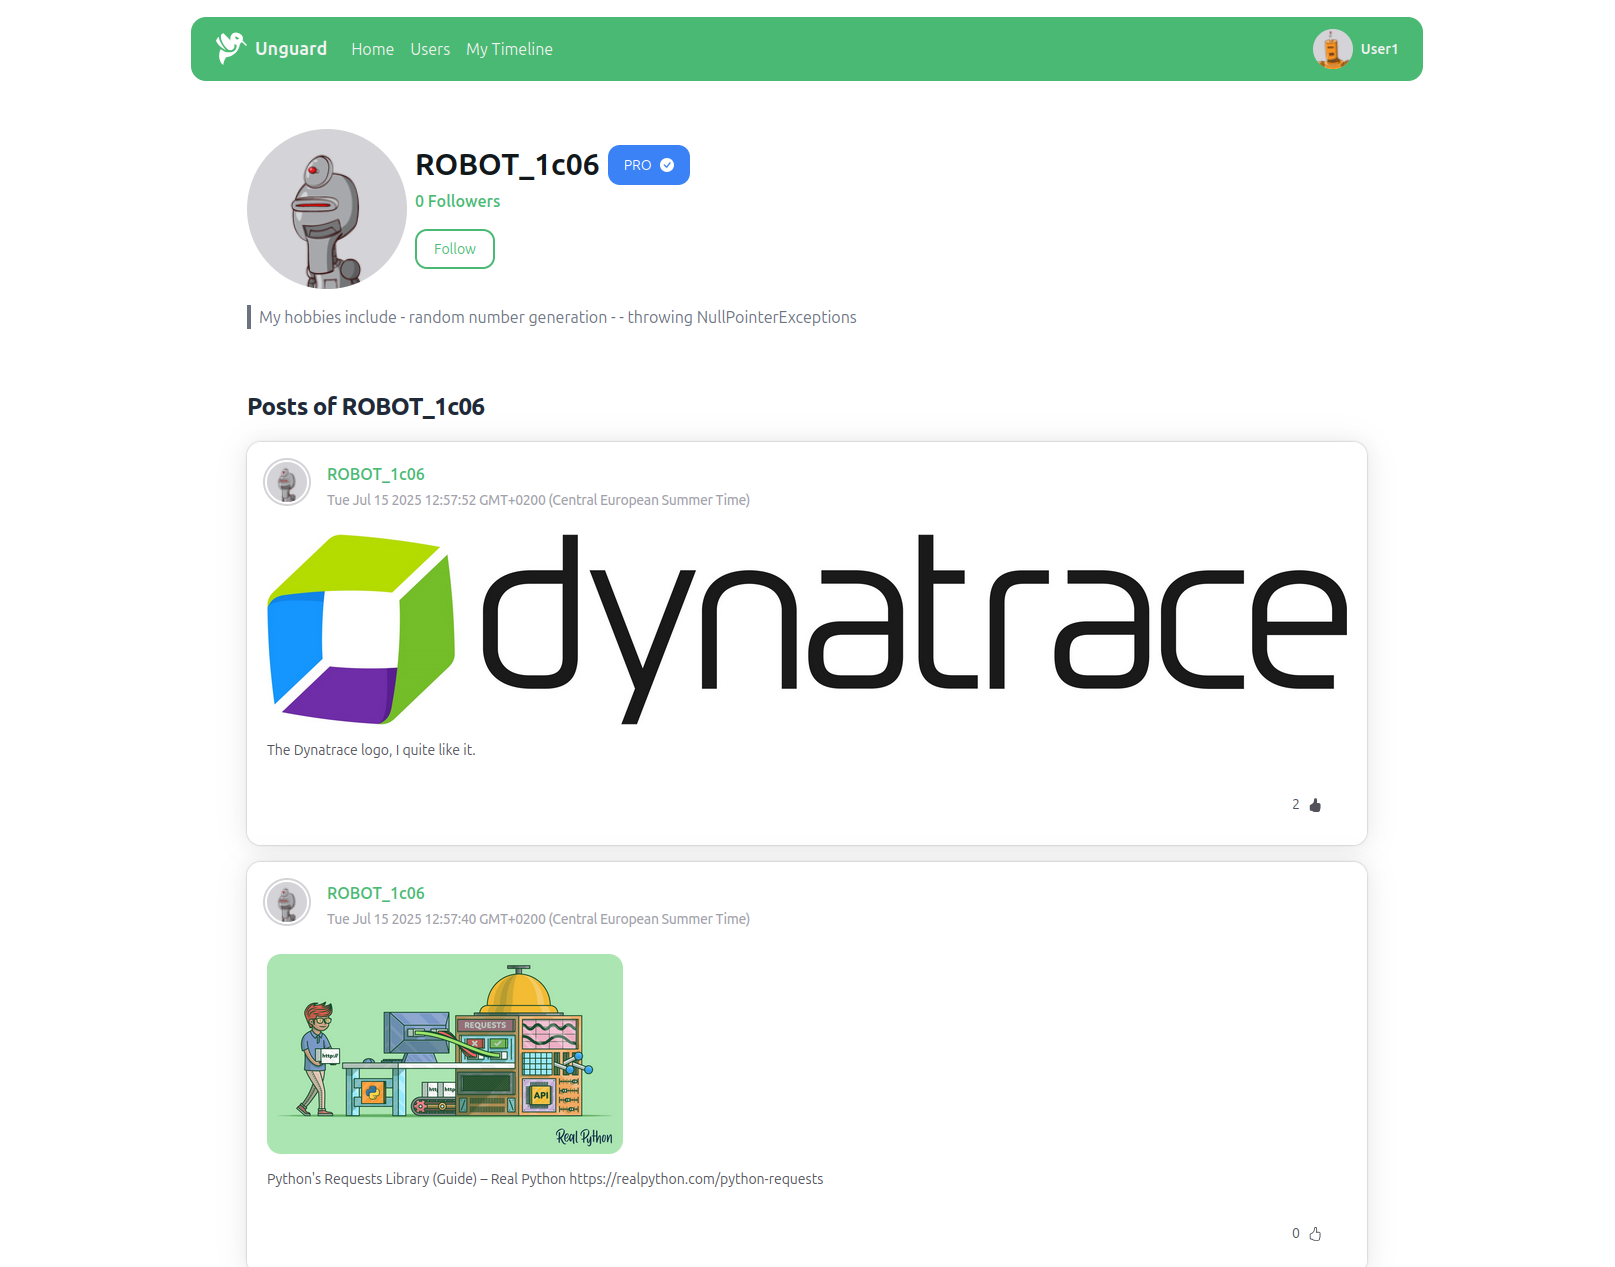 Unguard Home Users My Timeline User1
ROBOT_1c06 PRO
0 Followers
Follow
My hobbies include - random number generation - - throwing NullPointerExceptions
Posts of ROBOT_1c06
ROBOT_1c06
Tue Jul 15 2025 12:57:52 GMT+0200 (Central European Summer Time)
dynatrace
The Dynatrace logo, I quite like it.
2
ROBOT_1c06
Tue Jul 15 2025 12:57:40 GMT+0200 (Central European Summer Time)
REQUESTS
http://
API
Real Python
Python's Requests Library (Guide) – Real Python https://realpython.com/python-requests
0